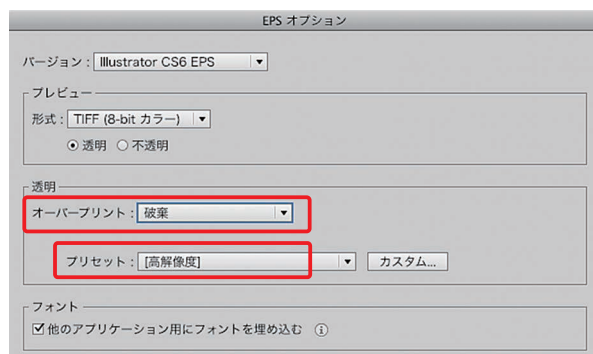 EPS オプション
バージョン： Illustrator CS6 EPS
プレビュー
形式： TIFF (8-bit カラー)
透明 不透明
透明
オーバープリント： 破棄
プリセット： [高解像度] カスタム...
フォント
他のアプリケーション用にフォントを埋め込む